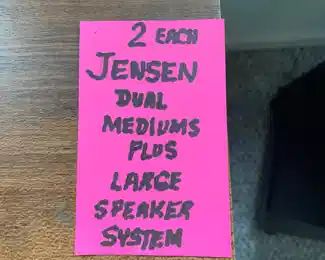 2 EACH
JENSEN
DUAL
MEDIUMS
PLUS
LARGE
SPEAKER
SYSTEM